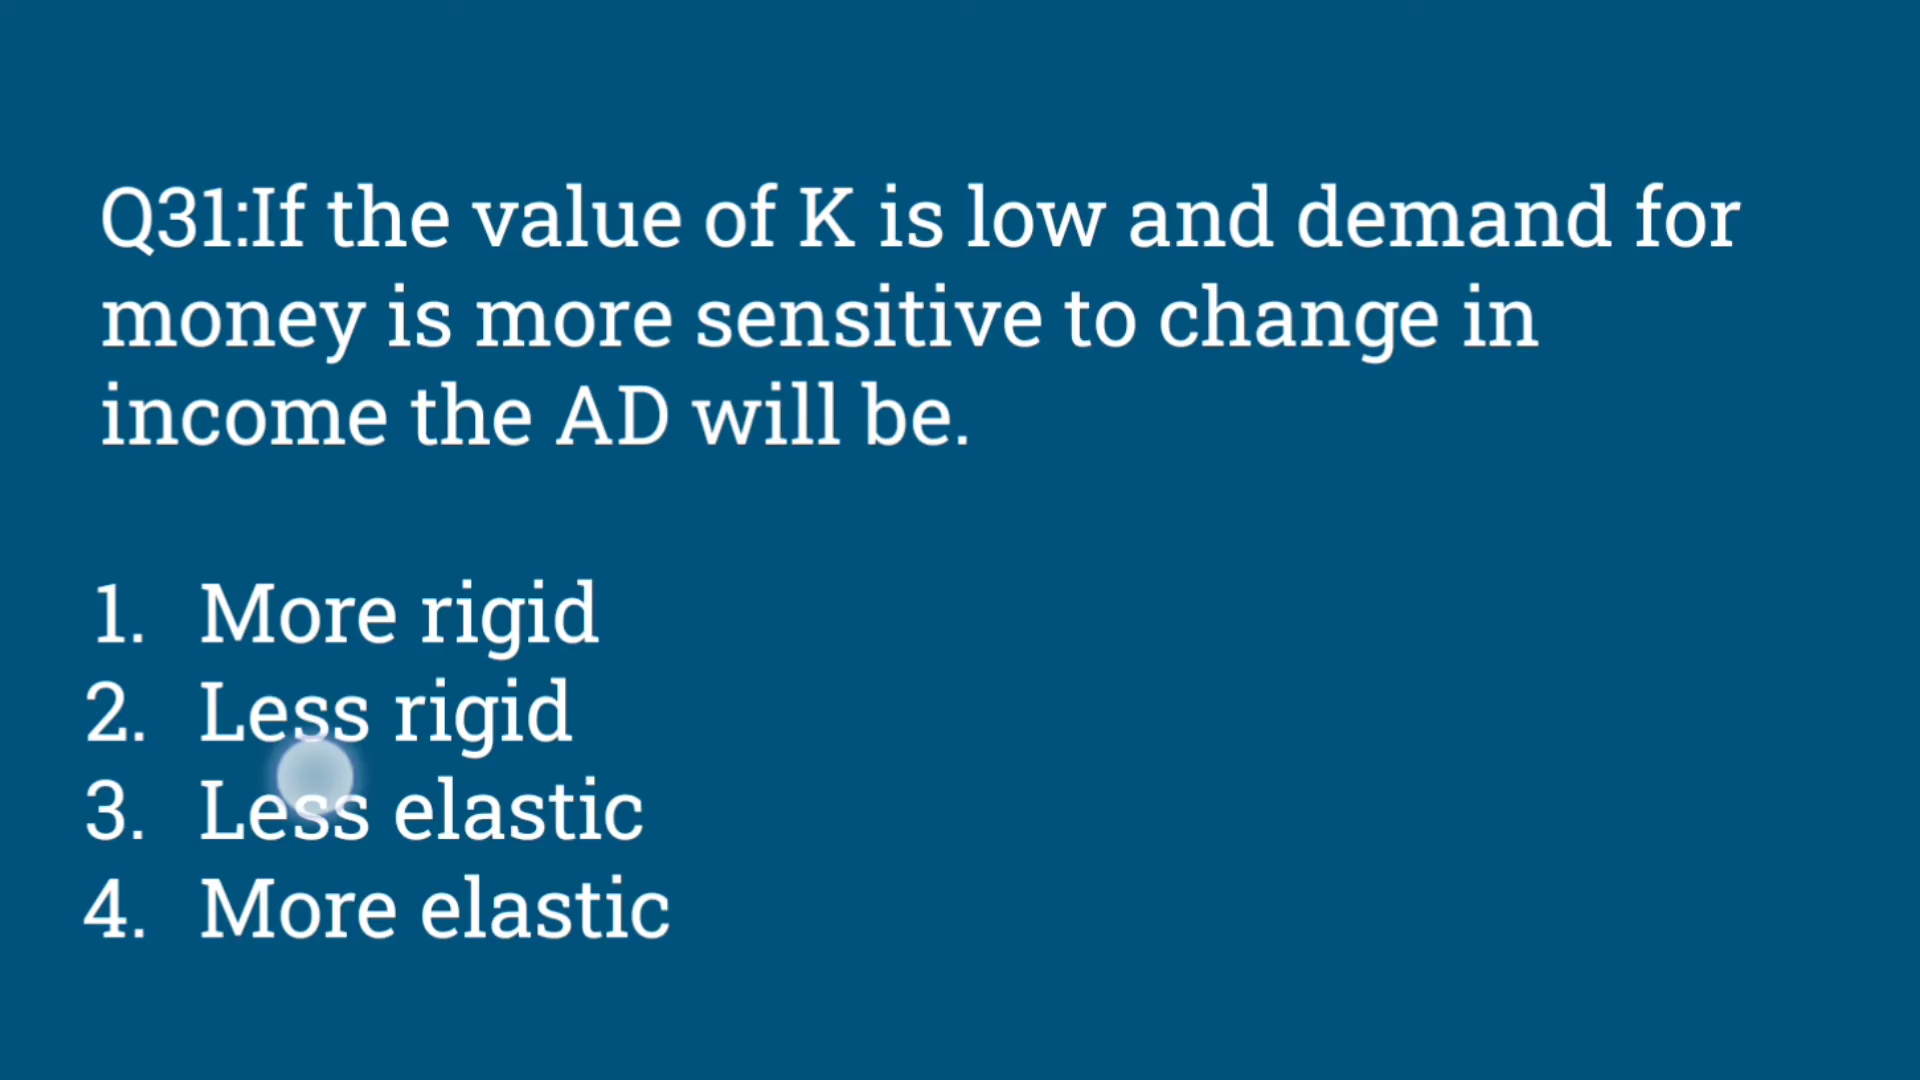 Q31:If the value of K is low and demand for
money is more sensitive to change in
income the AD will be.
1. More rigid
2. Less rigid
3. Less elastic
4. More elastic